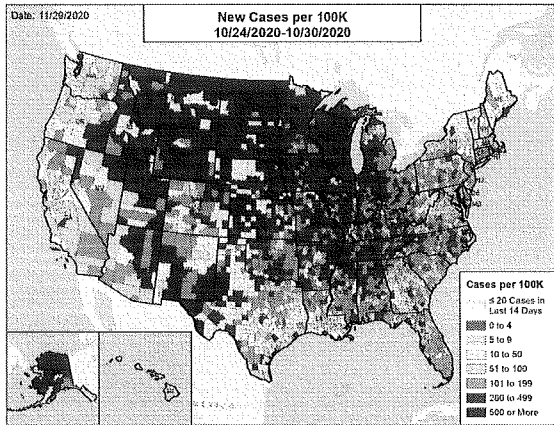 Date: 11/29/2020
New Cases per 100K
10/24/2020-10/30/2020
Cases per 100K
≤ 20 Cases in
Last 14 Days
0 to 4
5 to 9
10 to 50
51 to 100
101 to 199
200 to 499
500 or More